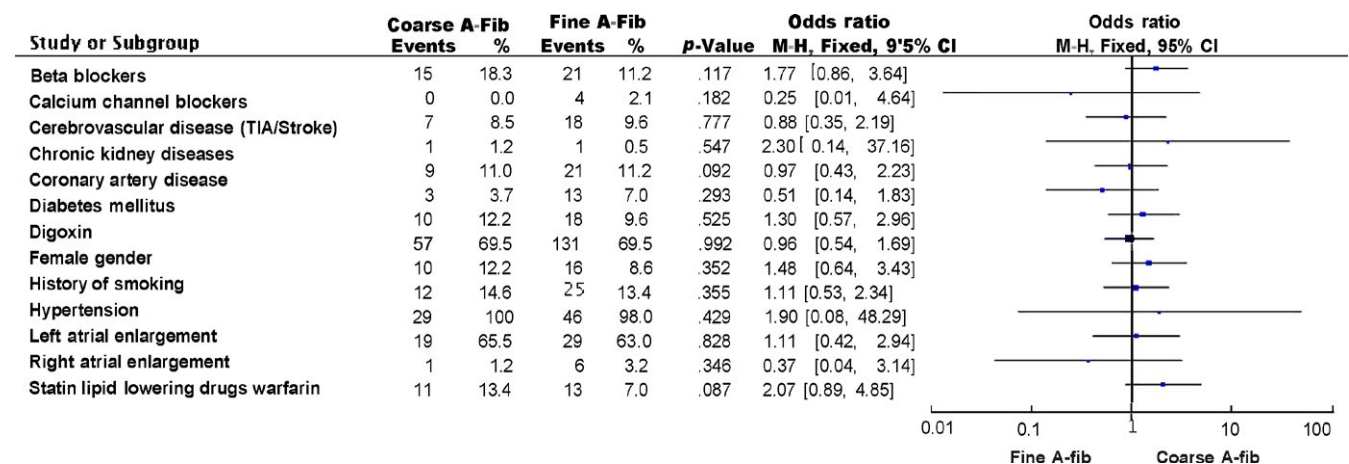 Coarse A-Fib Fine A-Fib Odds ratio Odds ratio
Study or Subgroup Events % Events % p-Value M-H, Fixed, 9'5% CI M-H, Fixed, 95% CI
Beta blockers 15 18.3 21 11.2 .117 1.77 [0.86, 3.64]
Calcium channel blockers 0 0.0 4 2.1 .182 0.25 [0.01, 4.64]
Cerebrovascular disease (TIA/Stroke) 7 8.5 18 9.6 .777 0.88 [0.35, 2.19]
Chronic kidney diseases 1 1.2 1 0.5 .547 2.30 [ 0.14, 37.16]
Coronary artery disease 9 11.0 21 11.2 .092 0.97 [0.43, 2.23]
Diabetes mellitus 3 3.7 13 7.0 .293 0.51 [0.14, 1.83]
Digoxin 10 12.2 18 9.6 .525 1.30 [0.57, 2.96]
Female gender 57 69.5 131 69.5 .992 0.96 [0.54, 1.69]
History of smoking 10 12.2 16 8.6 .352 1.48 [0.64, 3.43]
Hypertension 12 14.6 25 13.4 .355 1.11 [0.53, 2.34]
Left atrial enlargement 29 100 46 98.0 .429 1.90 [0.08, 48.29]
Right atrial enlargement 19 65.5 29 63.0 .828 1.11 [0.42, 2.94]
Statin lipid lowering drugs warfarin 1 1.2 6 3.2 .346 0.37 [0.04, 3.14]
11 13.4 13 7.0 .087 2.07 [0.89, 4.85]
0.01 0.1 1 10 100
Fine A-fib Coarse A-fib